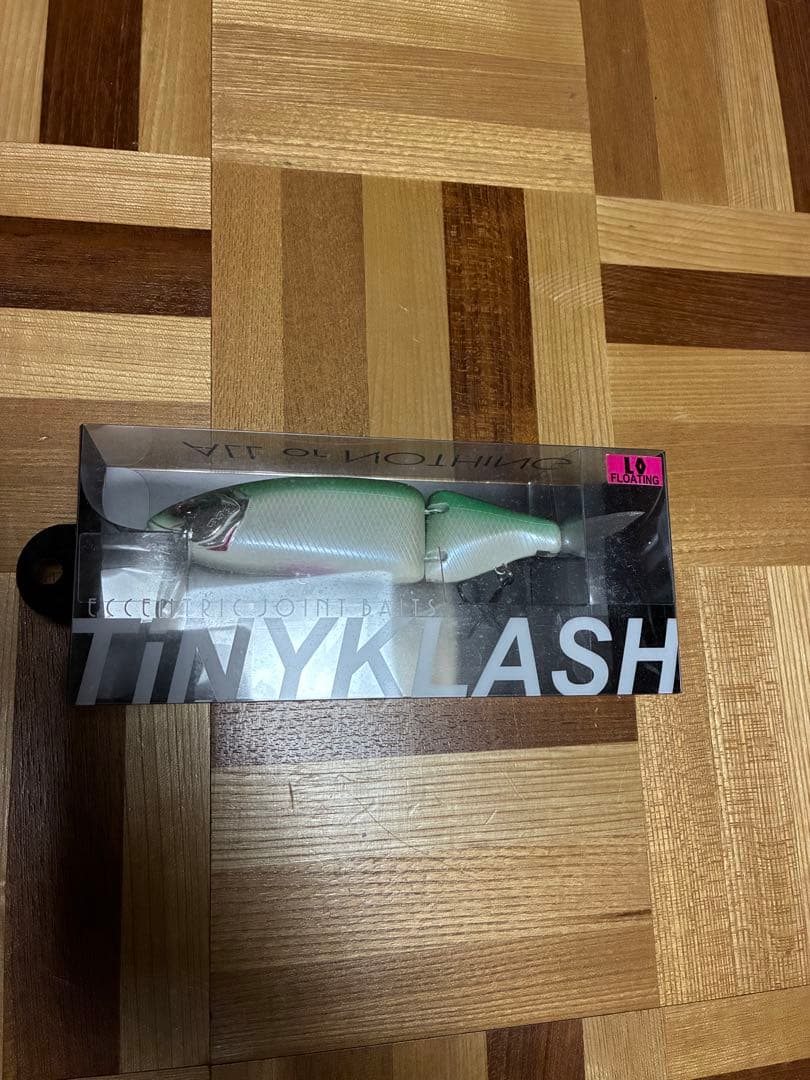 ALL or NOTHING
LO
FLOATING
ECCENTRIC JOINT BAITS
TiNYKLASH